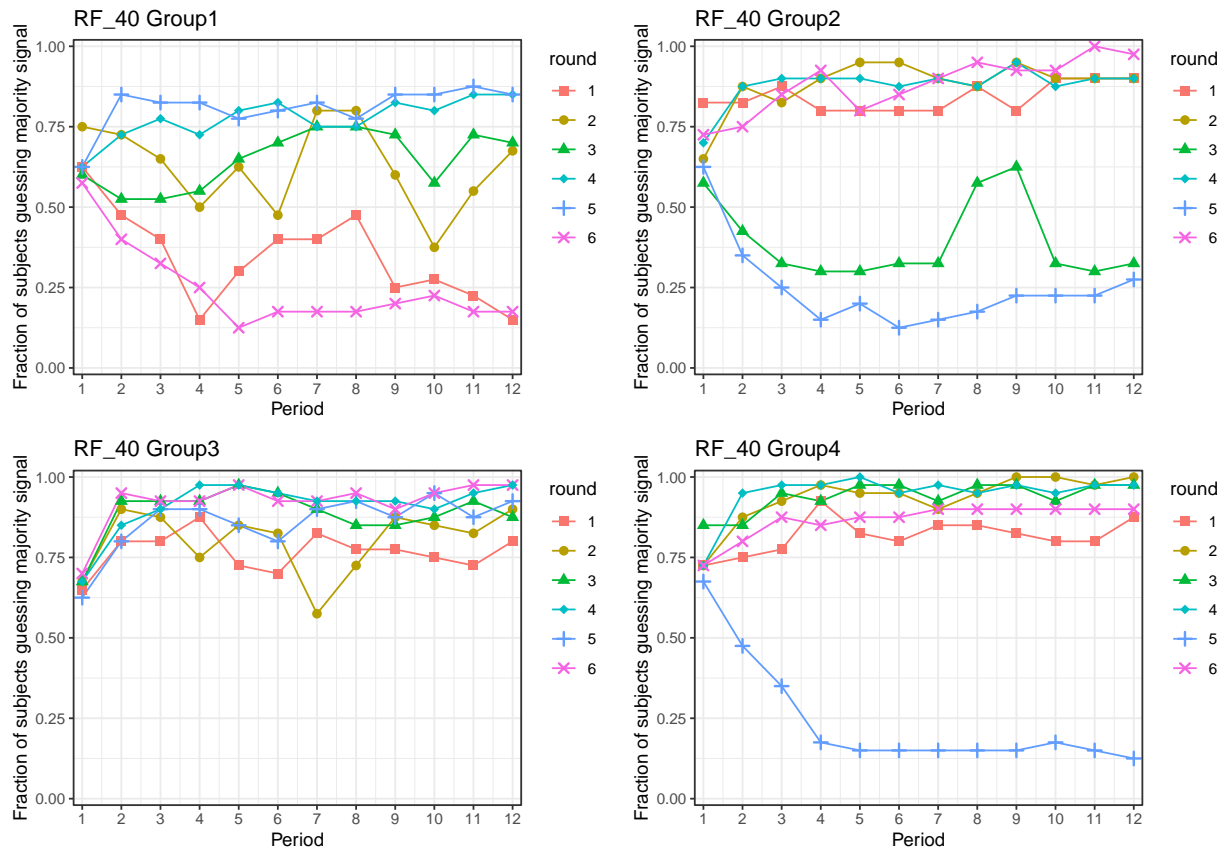 RF_40 Group1
Fraction of subjects guessing majority signal
1.00
0.75
0.50
0.25
0.00
1 2 3 4 5 6 7 8 9 10 11 12
Period
round
1
2
3
4
5
6
RF_40 Group2
Fraction of subjects guessing majority signal
1.00
0.75
0.50
0.25
0.00
1 2 3 4 5 6 7 8 9 10 11 12
Period
round
1
2
3
4
5
6
RF_40 Group3
Fraction of subjects guessing majority signal
1.00
0.75
0.50
0.25
0.00
1 2 3 4 5 6 7 8 9 10 11 12
Period
round
1
2
3
4
5
6
RF_40 Group4
Fraction of subjects guessing majority signal
1.00
0.75
0.50
0.25
0.00
1 2 3 4 5 6 7 8 9 10 11 12
Period
round
1
2
3
4
5
6